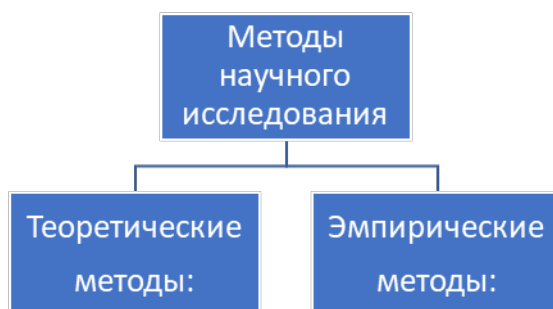 Методы
научного
исследования
Теоретические
методы:
Эмпирические
методы: